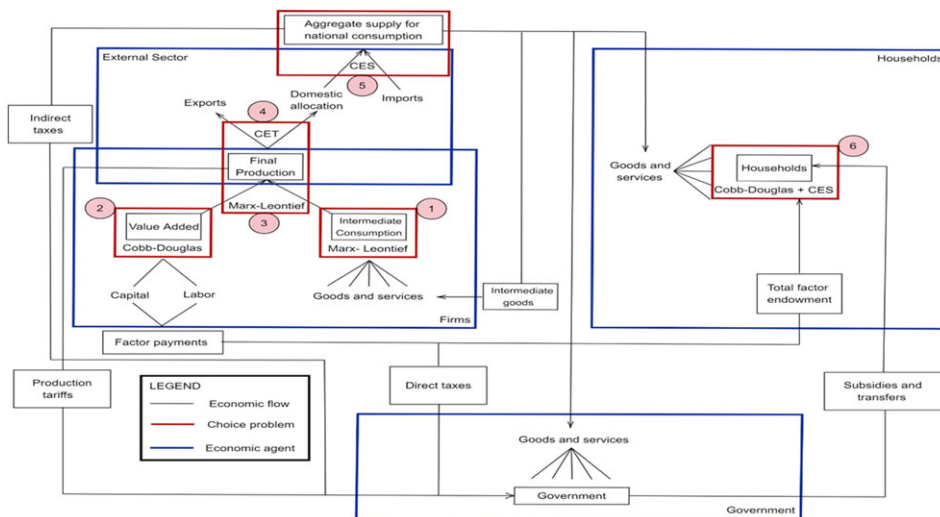 Aggregate supply for
national consumption
External Sector
CES
5
Households
Exports
4
Domestic
allocation
Imports
Indirect
taxes
CET
6
Final
Production
Goods and
services
Households
Cobb-Douglas + CES
2
Marx-Leontief
1
3
Value Added
Cobb-Douglas
Intermediate
Consumption
Marx- Leontief
Capital
Labor
Goods and services
Intermediate
goods
Total factor
endowment
Firms
Factor payments
Production
tariffs
LEGEND
Economic flow
Choice problem
Economic agent
Direct taxes
Subsidies and
transfers
Goods and services
Government
Government